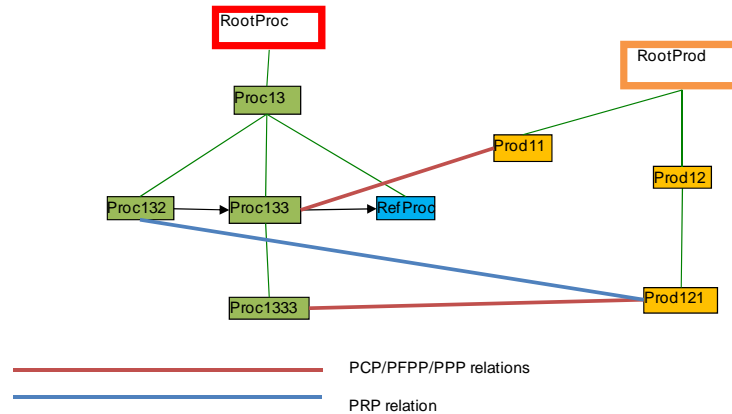 RootProc
RootProd
Proc13
Prod11
Prod12
Proc132
Proc133
RefProc
Proc1333
Prod121
PCP/PFPP/PPP relations
PRP relation